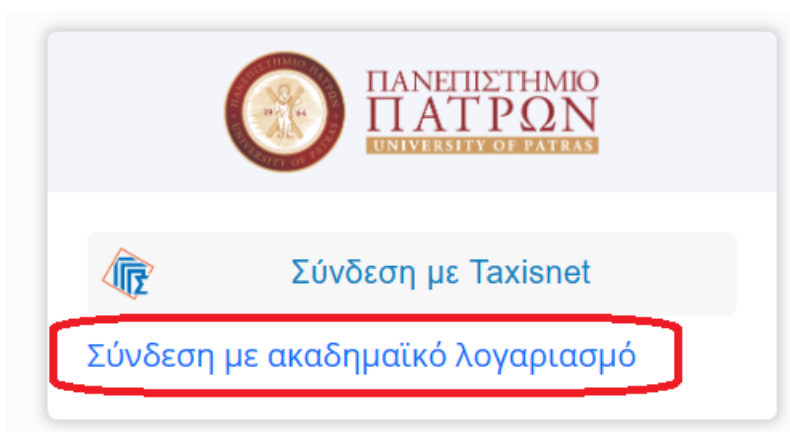 ΠΑΝΕΠΙΣΤΗΜΙΟ
ΠΑΤΡΩΝ
UNIVERSITY OF PATRAS
Σύνδεση με Taxisnet
Σύνδεση με ακαδημαϊκό λογαριασμό